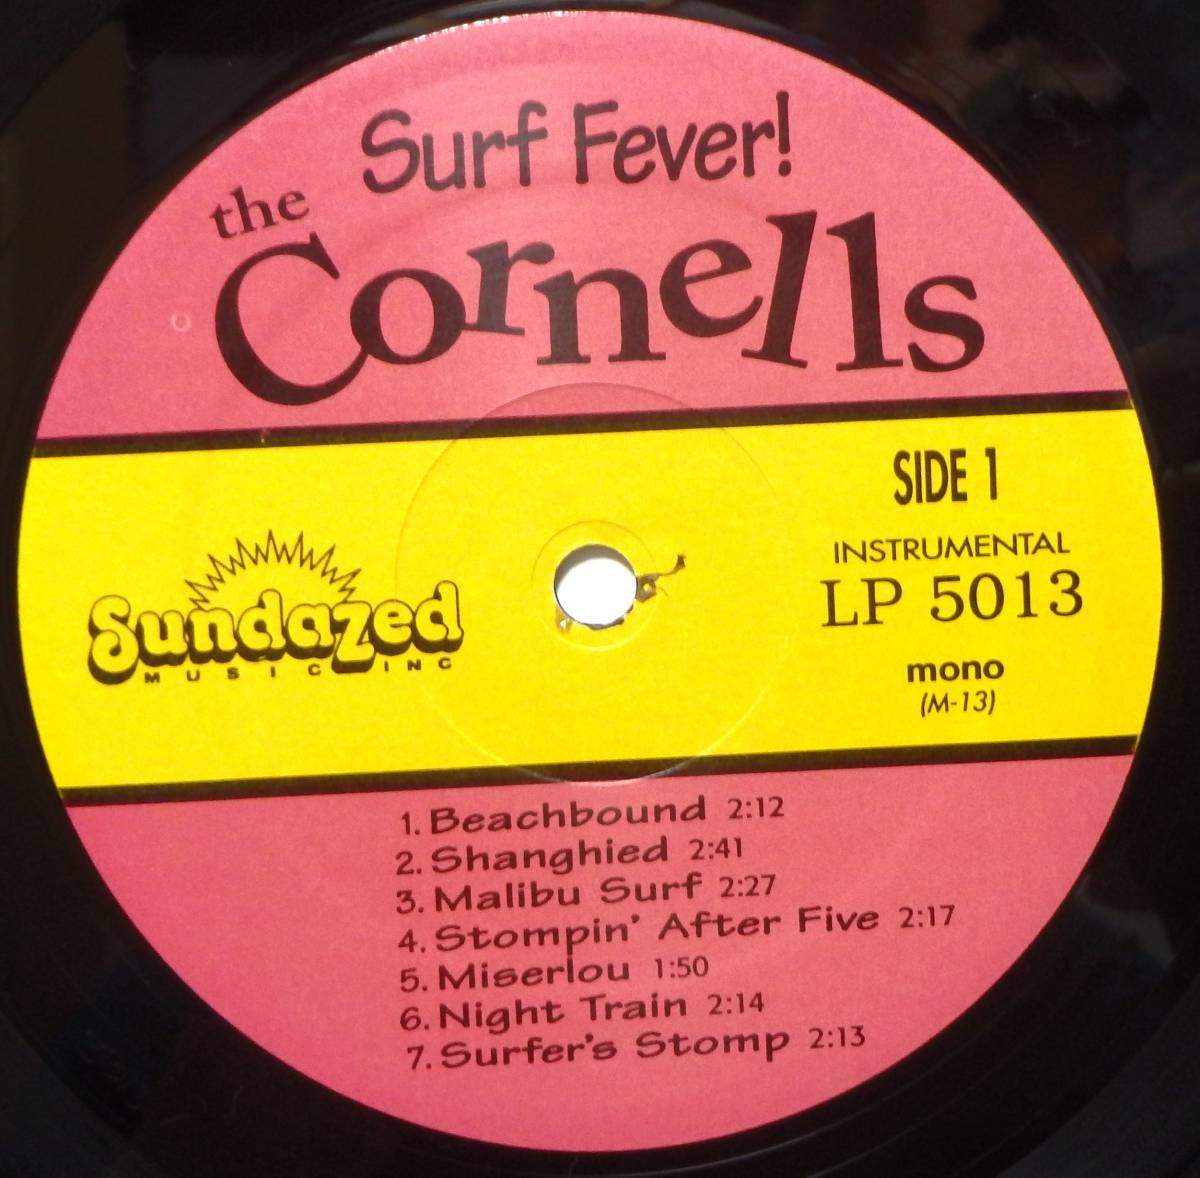 Surf Fever!
the
Cornells
SIDE 1
INSTRUMENTAL
LP 5013
mono
(M-13)
Sundazed
MUSIC INC
1. Beachbound 2:12
2. Shanghied 2:41
3. Malibu Surf 2:27
4. Stompin' After Five 2:17
5. Miserlou 1:50
6. Night Train 2:14
7. Surfer's Stomp 2:13